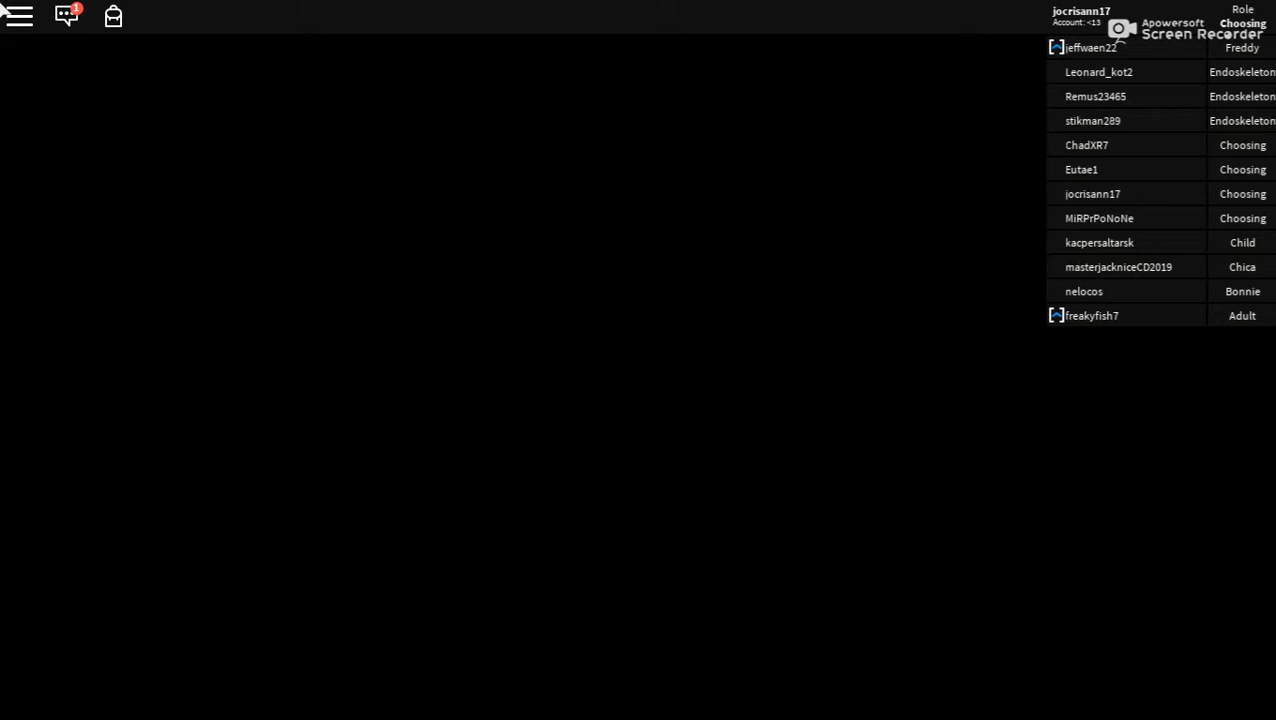 1
jocrisann17
Account: <13
Role
Choosing
Apowersoft
Screen Recorder
jeffwaen22 Freddy
Leonard_kot2 Endoskeleton
Remus23465 Endoskeleton
stikman289 Endoskeleton
ChadXR7 Choosing
Eutae1 Choosing
jocrisann17 Choosing
MiRPrPoNoNe Choosing
kacpersaltarsk Child
masterjackniceCD2019 Chica
nelocos Bonnie
freakyfish7 Adult